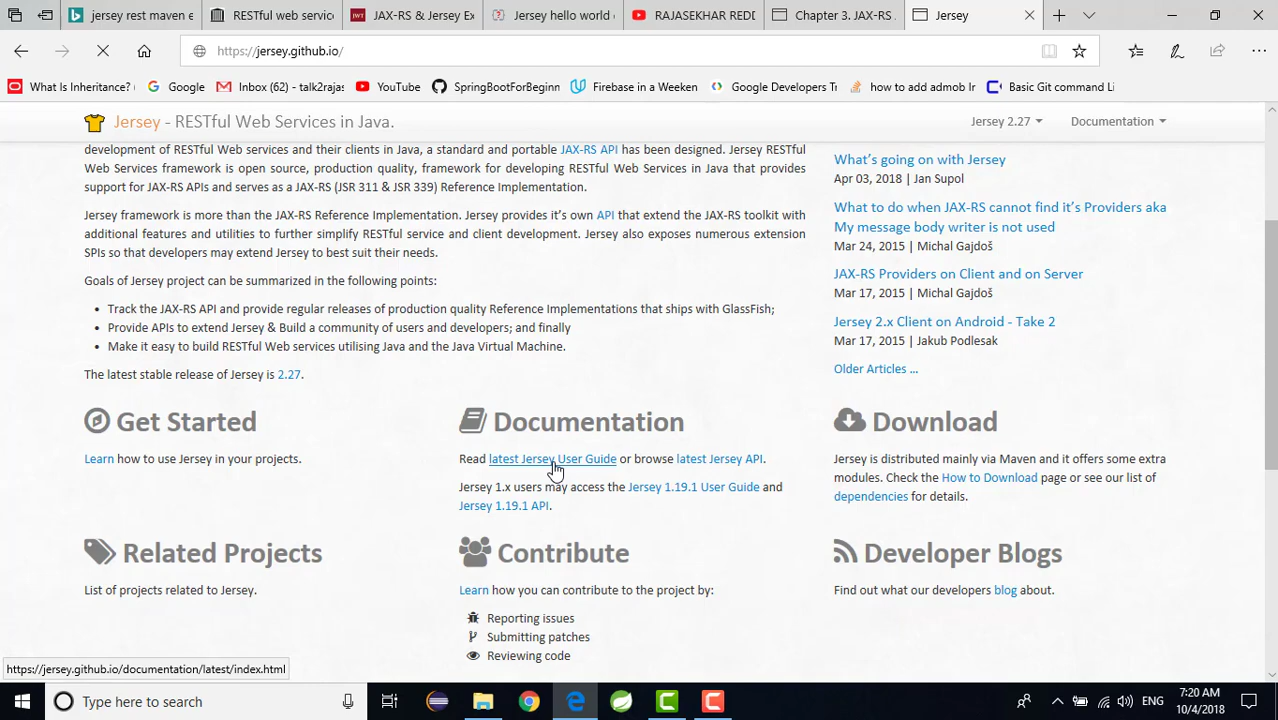 jersey rest maven e
RESTful web service
JAX-RS & Jersey Ex
Jersey hello world
RAJASEKHAR REDD
Chapter 3. JAX-RS
Jersey
https://jersey.github.io/
What Is Inheritance?
Google
Inbox (62) - talk2rajas
YouTube
SpringBootForBeginn
Firebase in a Weeken
Google Developers Tr
how to add admob Ir
Basic Git command Li
Jersey - RESTful Web Services in Java.
Jersey 2.27
Documentation
development of RESTful Web services and their clients in Java, a standard and portable JAX-RS API has been designed. Jersey RESTful
Web Services framework is open source, production quality, framework for developing RESTful Web Services in Java that provides
support for JAX-RS APIs and serves as a JAX-RS (JSR 311 & JSR 339) Reference Implementation.
Jersey framework is more than the JAX-RS Reference Implementation. Jersey provides it's own API that extend the JAX-RS toolkit with
additional features and utilities to further simplify RESTful service and client development. Jersey also exposes numerous extension
SPIs so that developers may extend Jersey to best suit their needs.
Goals of Jersey project can be summarized in the following points:
• Track the JAX-RS API and provide regular releases of production quality Reference Implementations that ships with GlassFish;
• Provide APIs to extend Jersey & Build a community of users and developers; and finally
• Make it easy to build RESTful Web services utilising Java and the Java Virtual Machine.
The latest stable release of Jersey is 2.27.
What's going on with Jersey
Apr 03, 2018 | Jan Supol
What to do when JAX-RS cannot find it's Providers aka
My message body writer is not used
Mar 24, 2015 | Michal Gajdoš
JAX-RS Providers on Client and on Server
Mar 17, 2015 | Michal Gajdoš
Jersey 2.x Client on Android - Take 2
Mar 17, 2015 | Jakub Podlesak
Older Articles ...
Get Started
Learn how to use Jersey in your projects.
Documentation
Read latest Jersey User Guide or browse latest Jersey API.
Jersey 1.x users may access the Jersey 1.19.1 User Guide and
Jersey 1.19.1 API.
Download
Jersey is distributed mainly via Maven and it offers some extra
modules. Check the How to Download page or see our list of
dependencies for details.
Related Projects
List of projects related to Jersey.
Contribute
Learn how you can contribute to the project by:
Reporting issues
Submitting patches
Reviewing code
Developer Blogs
Find out what our developers blog about.
https://jersey.github.io/documentation/latest/index.html
Type here to search
ENG
7:20 AM
10/4/2018